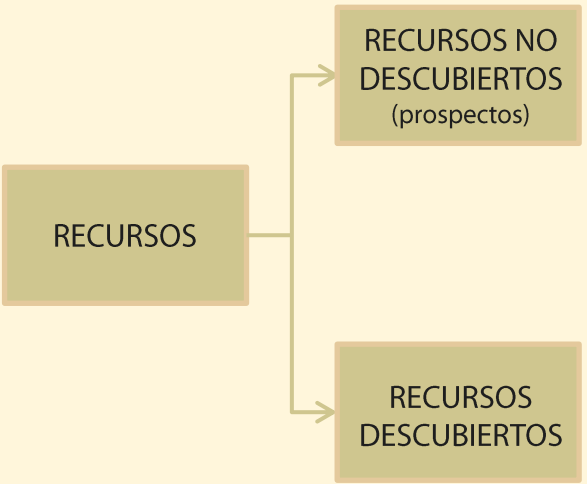 RECURSOS NO
DESCUBIERTOS
(prospectos)
RECURSOS
RECURSOS
DESCUBIERTOS